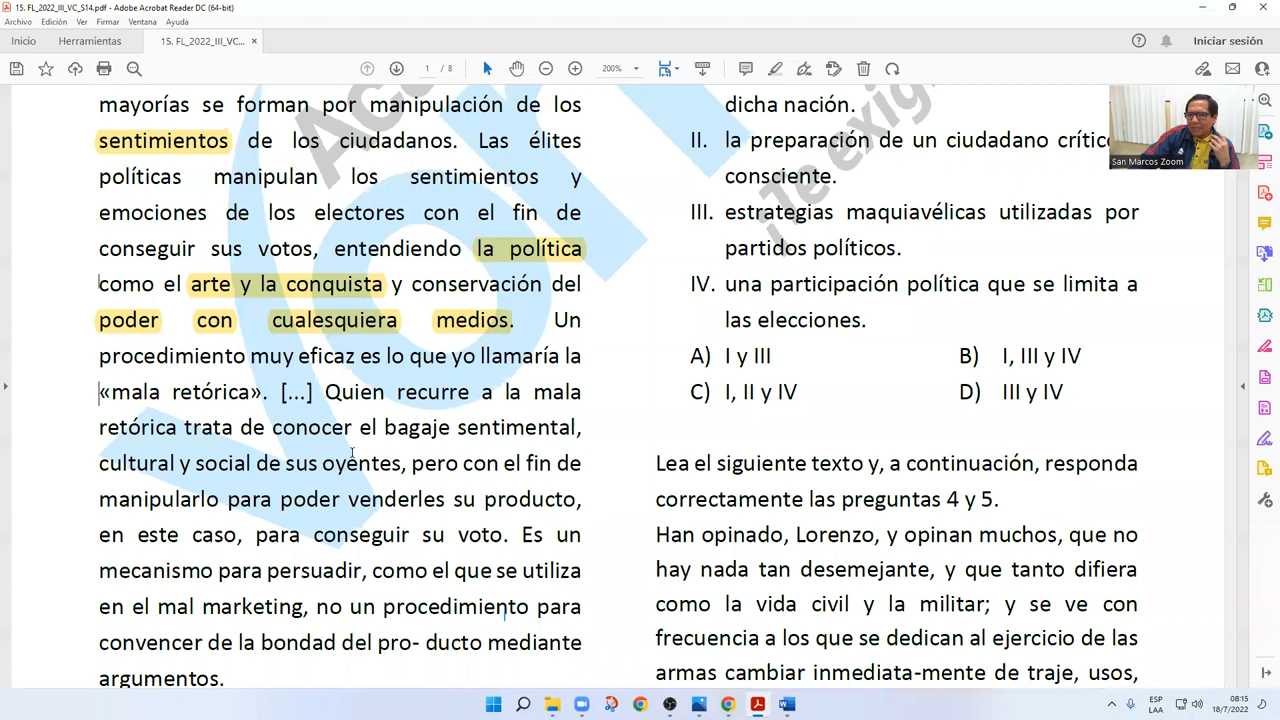 15. FL_2022_III_VC_S14.pdf - Adobe Acrobat Reader DC (64-bit)
Archivo Edición Ver Firmar Ventana Ayuda
Inicio Herramientas 15. FL_2022_III_VC... × Iniciar sesión
1 / 8 200%
mayorías se forman por manipulación de los
sentimientos de los ciudadanos. Las élites
políticas manipulan los sentimientos y
emociones de los electores con el fin de
conseguir sus votos, entendiendo la política
como el arte y la conquista y conservación del
poder con cualesquiera medios. Un
procedimiento muy eficaz es lo que yo llamaría la
«mala retórica». [...] Quien recurre a la mala
retórica trata de conocer el bagaje sentimental,
cultural y social de sus oyentes, pero con el fin de
manipularlo para poder venderles su producto,
en este caso, para conseguir su voto. Es un
mecanismo para persuadir, como el que se utiliza
en el mal marketing, no un procedimiento para
convencer de la bondad del pro- ducto mediante
argumentos.
dicha nación.
II. la preparación de un ciudadano crític
consciente.
III. estrategias maquiavélicas utilizadas por
partidos políticos.
IV. una participación política que se limita a
las elecciones.
A) I y III B) I, III y IV
C) I, II y IV D) III y IV
Lea el siguiente texto y, a continuación, responda
correctamente las preguntas 4 y 5.
Han opinado, Lorenzo, y opinan muchos, que no
hay nada tan desemejante, y que tanto difiera
como la vida civil y la militar; y se ve con
frecuencia a los que se dedican al ejercicio de las
armas cambiar inmediata-mente de traje, usos,
San Marcos Zoom
¡Te exig
ESP
LAA
08:15
18/7/2022